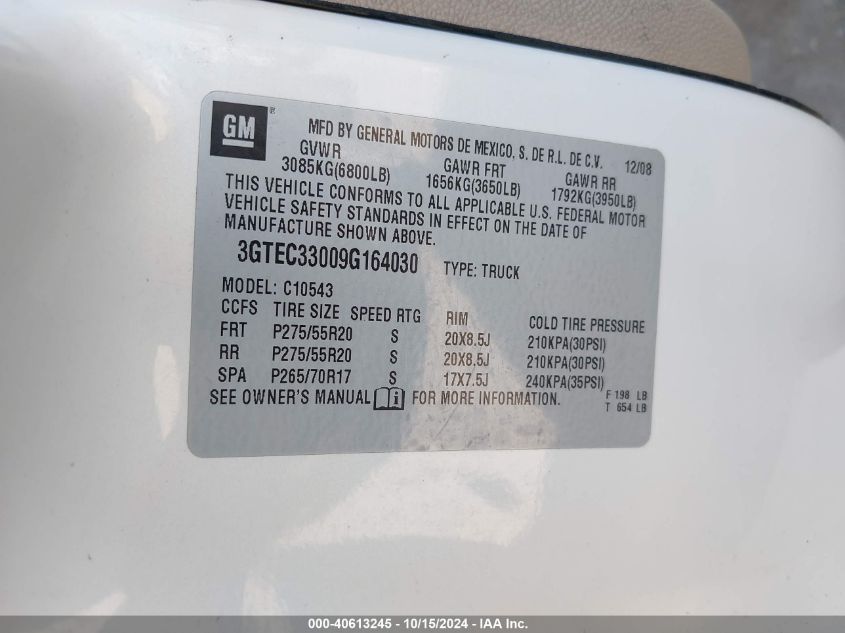 GM® MFD BY GENERAL MOTORS DE MEXICO, S. DE R.L. DE C.V. 12/08
GVWR GAWR FRT GAWR RR
3085KG(6800LB) 1656KG(3650LB) 1792KG(3950LB)
THIS VEHICLE CONFORMS TO ALL APPLICABLE U.S. FEDERAL MOTOR
VEHICLE SAFETY STANDARDS IN EFFECT ON THE DATE OF
MANUFACTURE SHOWN ABOVE.
3GTEC33009G164030 TYPE: TRUCK
MODEL: C10543
CCFS TIRE SIZE SPEED RTG RIM COLD TIRE PRESSURE
FRT P275/55R20 S 20X8.5J 210KPA(30PSI)
RR P275/55R20 S 20X8.5J 210KPA(30PSI)
SPA P265/70R17 S 17X7.5J 240KPA(35PSI)
SEE OWNER'S MANUAL i FOR MORE INFORMATION.
F 198 LB
T 654 LB
000-40613245 - 10/15/2024 - IAA Inc.